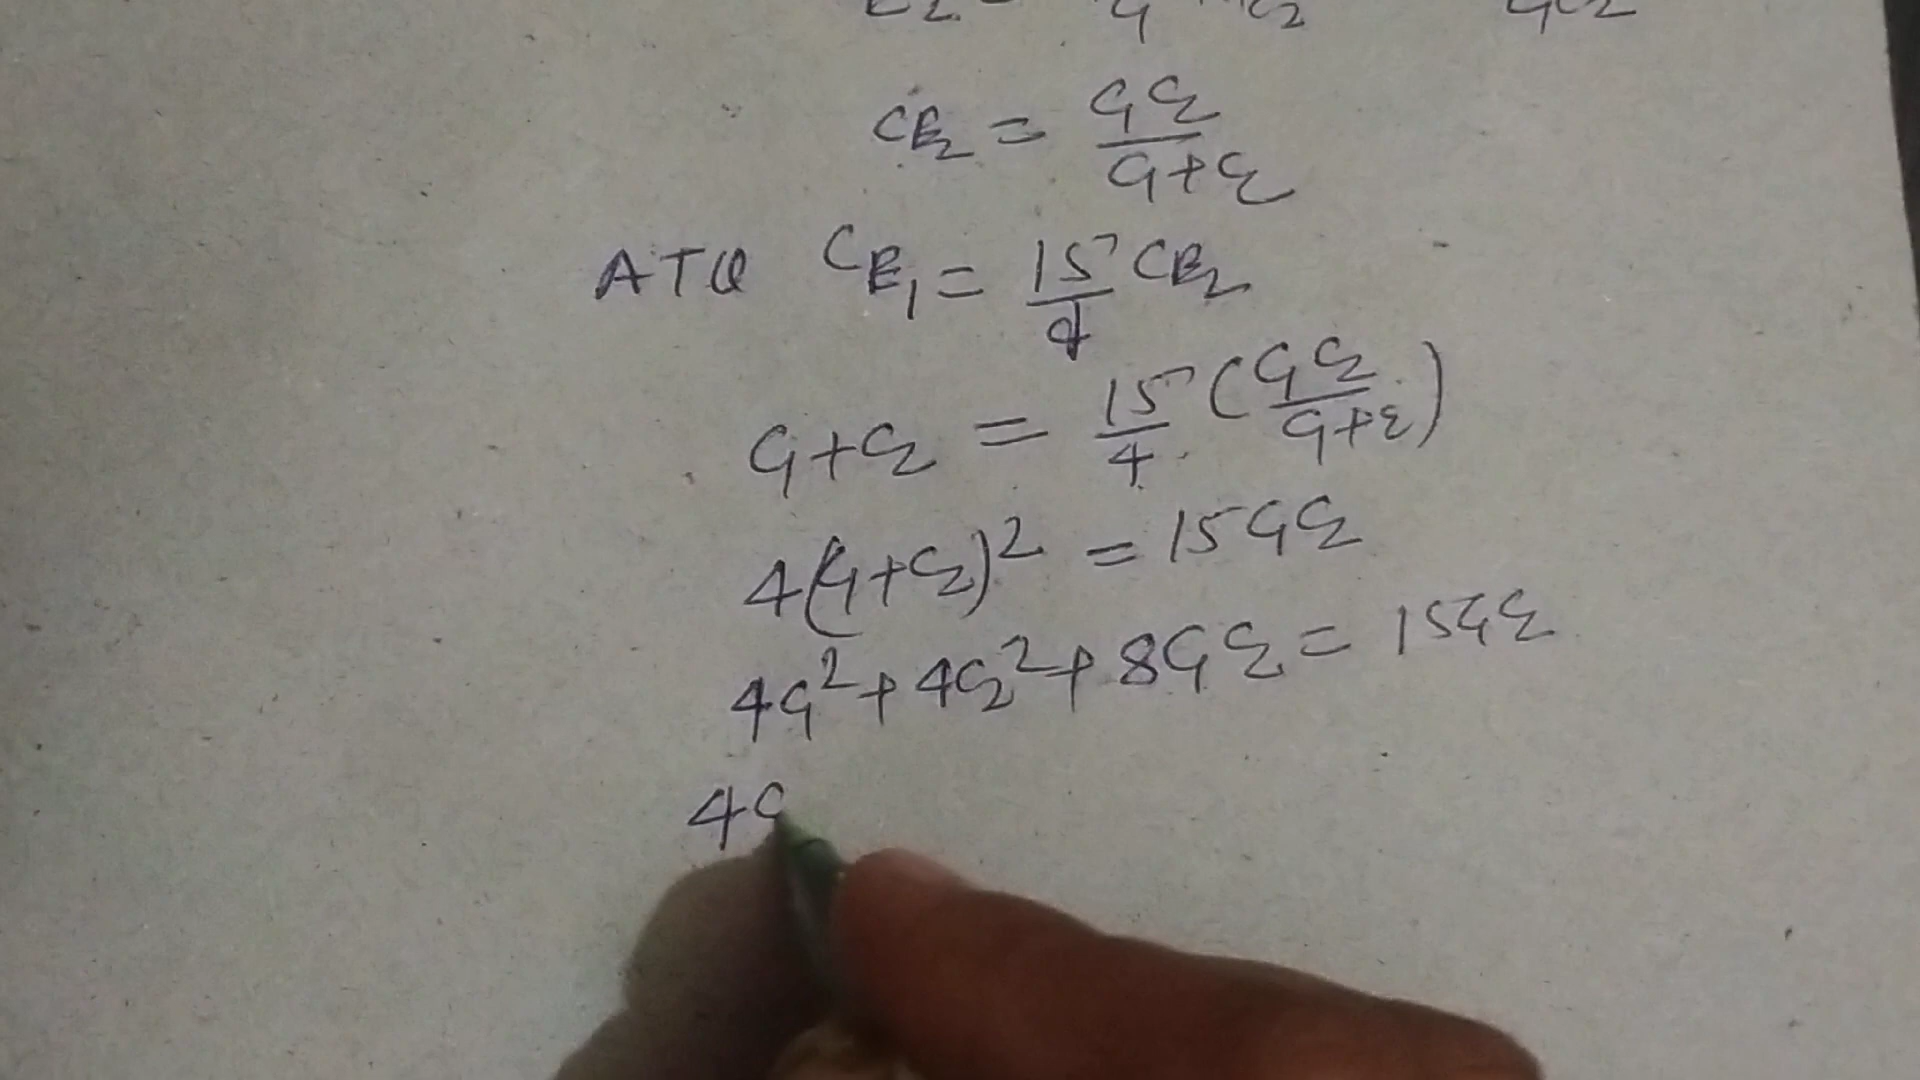 CE₂ = C₁C₂ / C₁+C₂
ATQ CE₁ = 15/4 CE₂
C₁+C₂ = 15/4 (C₁C₂ / C₁+C₂)
4(C₁+C₂)² = 15C₁C₂
4C₁²+4C₂²+8C₁C₂ = 15C₁C₂
4C